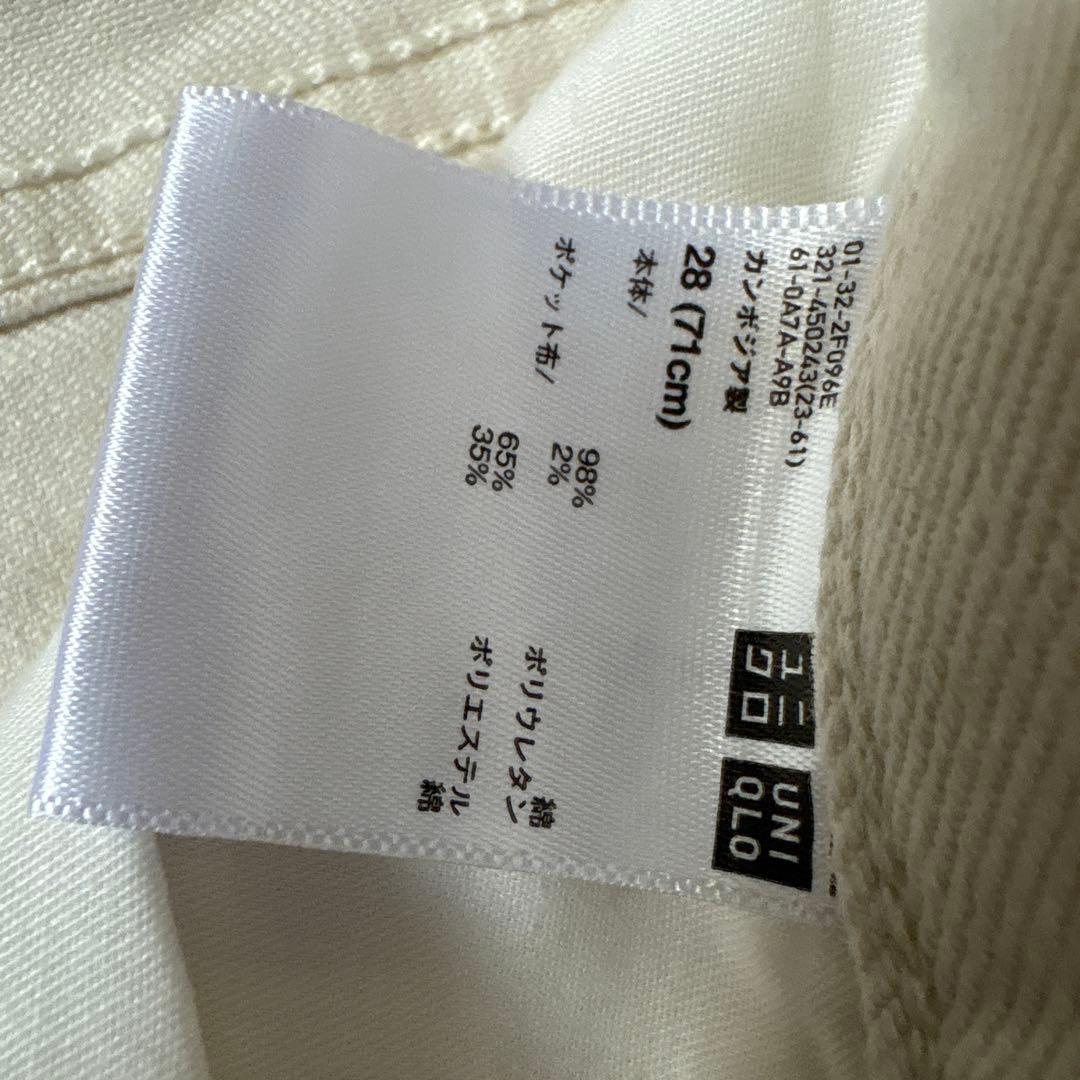 01-32-2F096E
321-450243(23-61)
61-0A7A-A9B
ユニ
クロ
UNI
QLO
カンボジア製
28 (71cm)
本体/ 98% 綿
2% ポリウレタン
ポケット布/ 65% ポリエステル
35% 綿